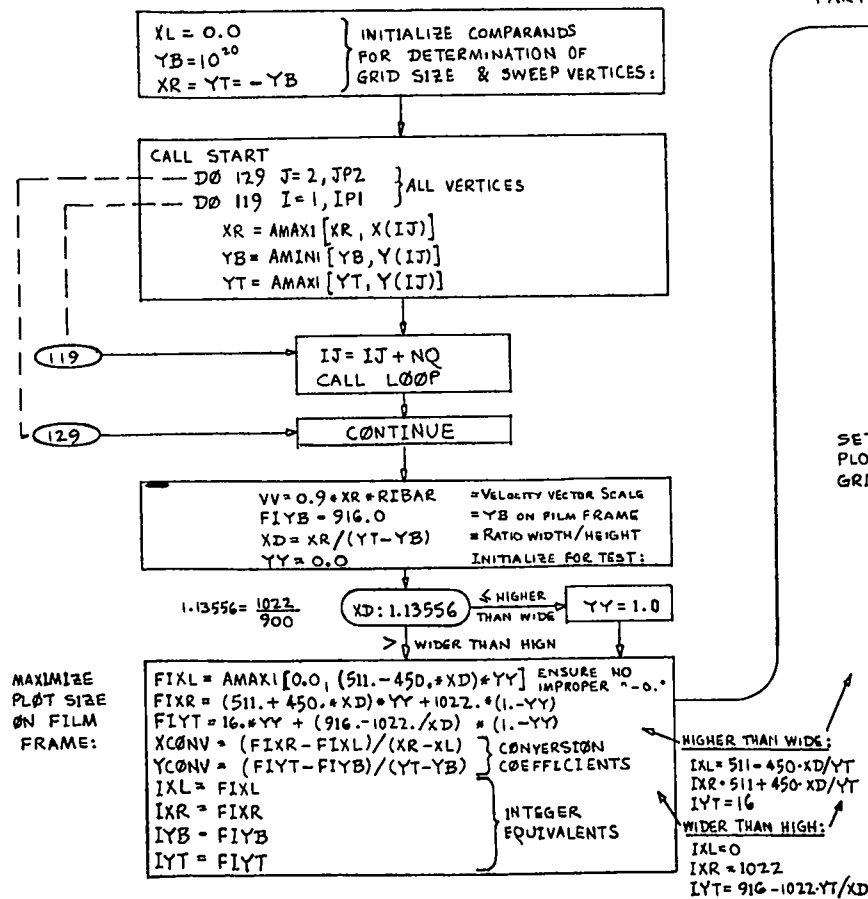 PART
XL = 0.0
YB = 10²⁰
XR = YT = - YB
INITIALIZE COMPARANDS
FOR DETERMINATION OF
GRID SIZE & SWEEP VERTICES:
CALL START
DØ 129 J=2, JP2
DØ 119 I=1, IP1
ALL VERTICES
XR = AMAX1 [XR, X(IJ)]
YB = AMIN1 [YB, Y(IJ)]
YT = AMAX1 [YT, Y(IJ)]
119
IJ = IJ + NQ
CALL LØØP
129
CØNTINUE
SET
PLO
GRI
VV = 0.9 * XR * RIBAR = VELOCITY VECTOR SCALE
FIYB = 916.0 = YB ON FILM FRAME
XD = XR/(YT-YB) = RATIO WIDTH/HEIGHT
YY = 0.0 INITIALIZE FOR TEST:
1.13556 = 1022/900
XD: 1.13556
≤ HIGHER
THAN WIDE
YY = 1.0
> WIDER THAN HIGH
MAXIMIZE
PLØT SIZE
ØN FILM
FRAME:
FIXL = AMAX1 [0.0, (511.-450.*XD)*YY] ENSURE NO
IMPROPER "-0."
FIXR = (511.+450.*XD)*YY + 1022.*(1.-YY)
FIYT = 16.*YY + (916.-1022./XD) * (1.-YY)
XCØNV = (FIXR-FIXL)/(XR-XL)
YCØNV = (FIYT-FIYB)/(YT-YB)
CØNVERSIØN
CØEFFICIENTS
IXL = FIXL
IXR = FIXR
IYB = FIYB
IYT = FIYT
INTEGER
EQUIVALENTS
HIGHER THAN WIDE:
IXL = 511-450·XD/YT
IXR = 511+450·XD/YT
IYT = 16
WIDER THAN HIGH:
IXL = 0
IXR = 1022
IYT = 916-1022·YT/XD